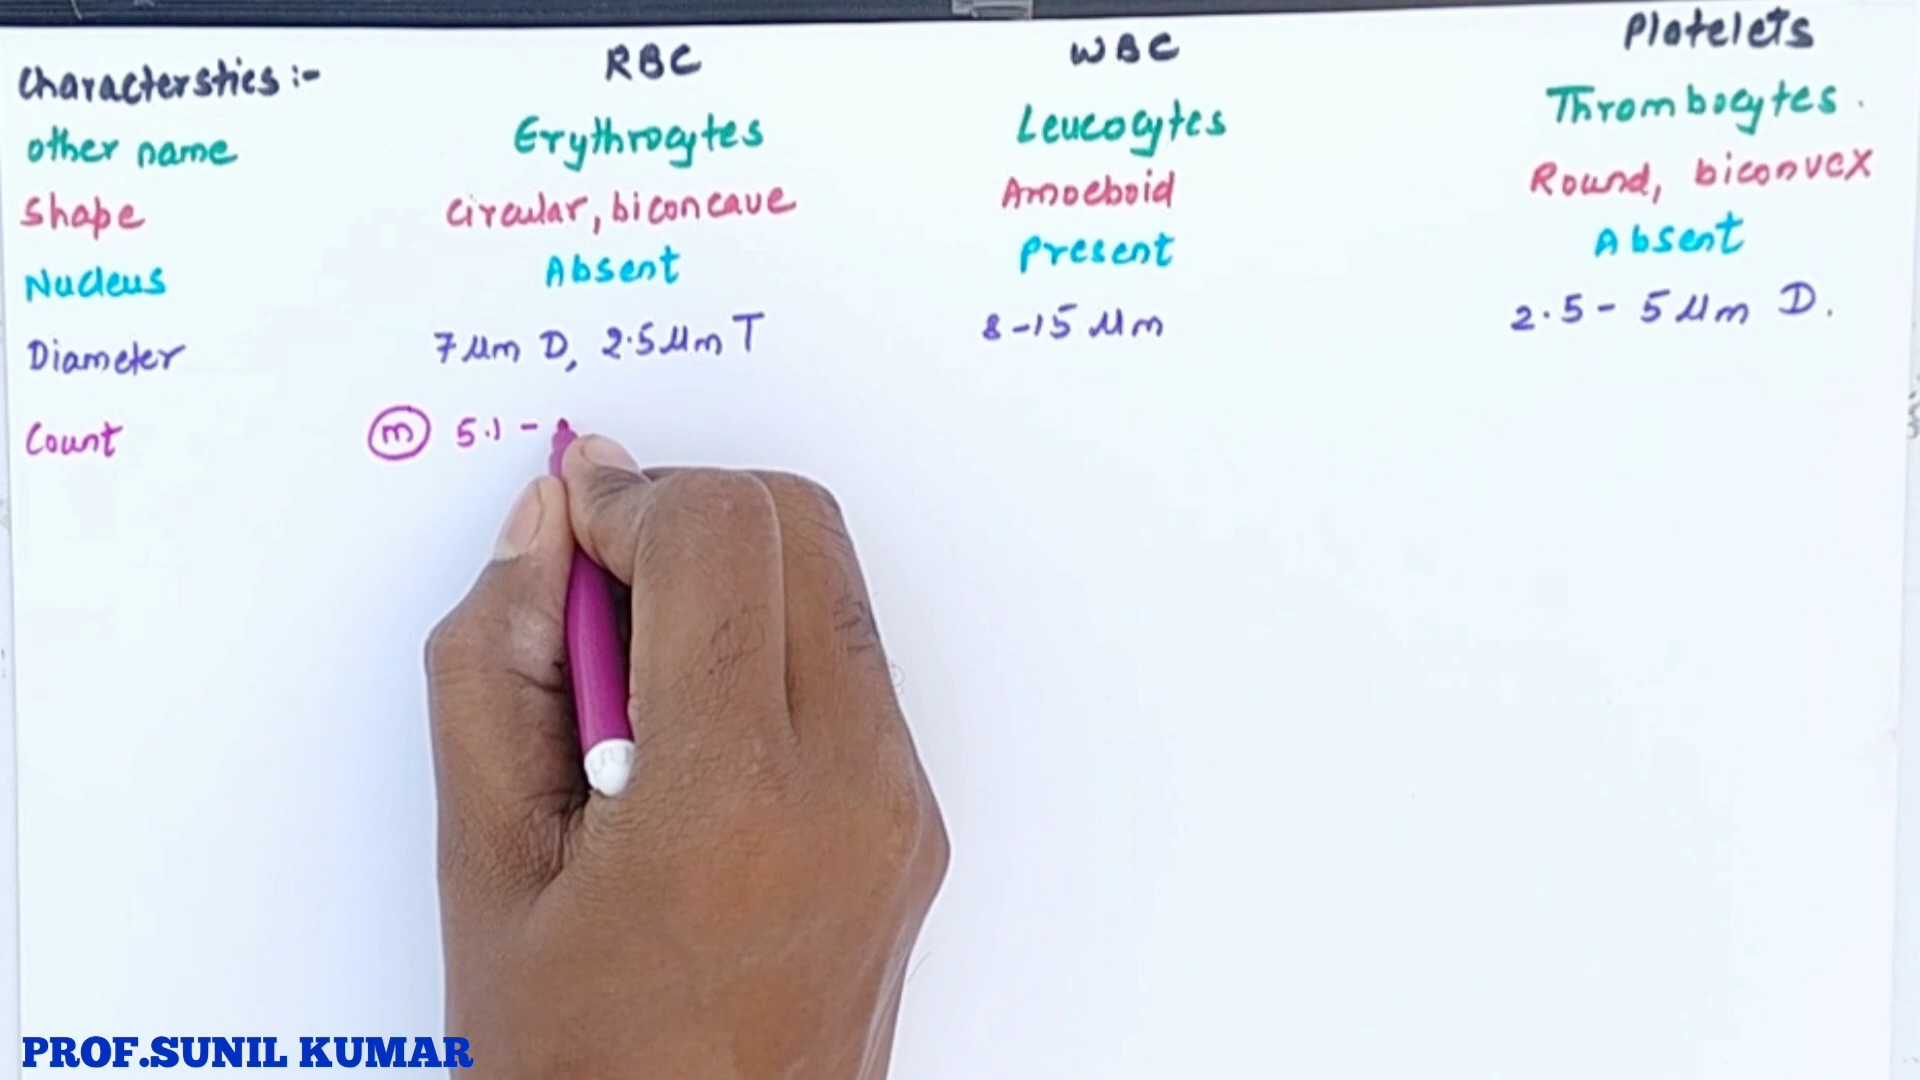 Characterstics :- RBC WBC Platelets
other name Erythrocytes Leucocytes Thrombocytes.
Shape Circular, biconcave Amoeboid Round, biconvex
Nucleus Absent Present Absent
Diameter 7 µm D, 2.5 µm T 8-15 µm 2.5 - 5 µm D.
Count m 5.1 -
PROF.SUNIL KUMAR